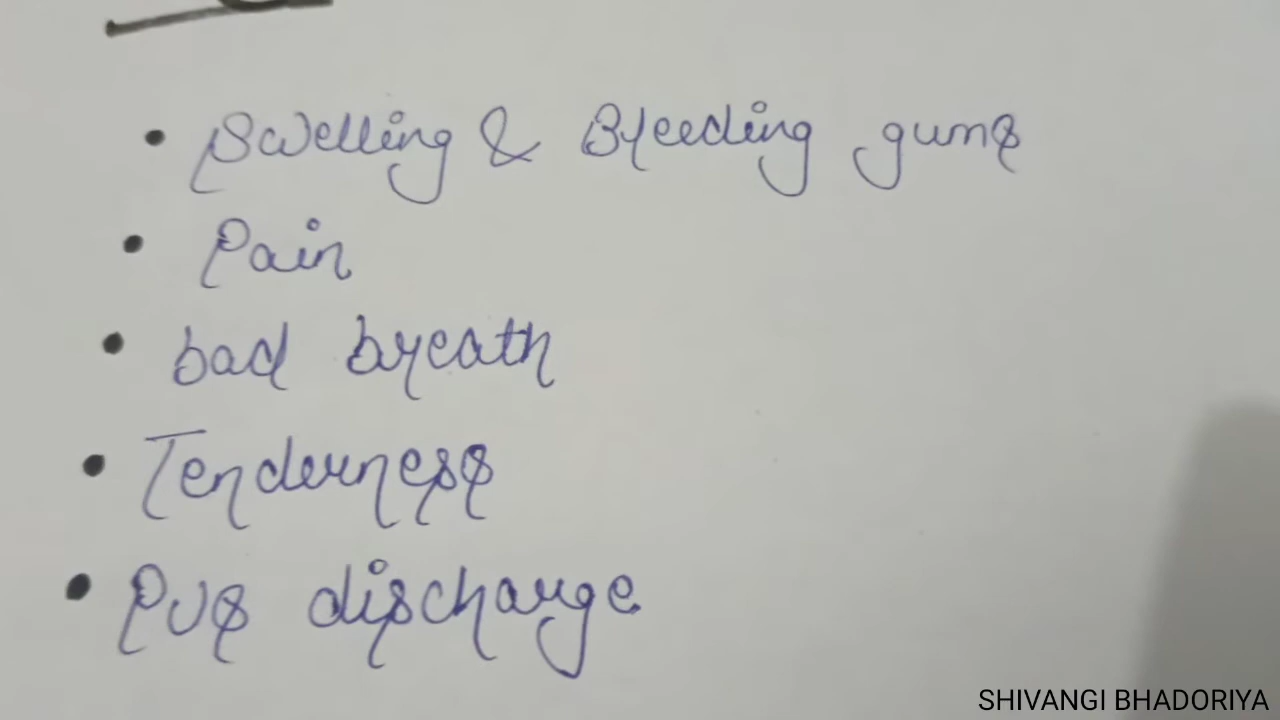 • Swelling & Bleeding gums
• Pain
• bad breath
• Tenderness
• Pus discharge
SHIVANGI BHADORIYA